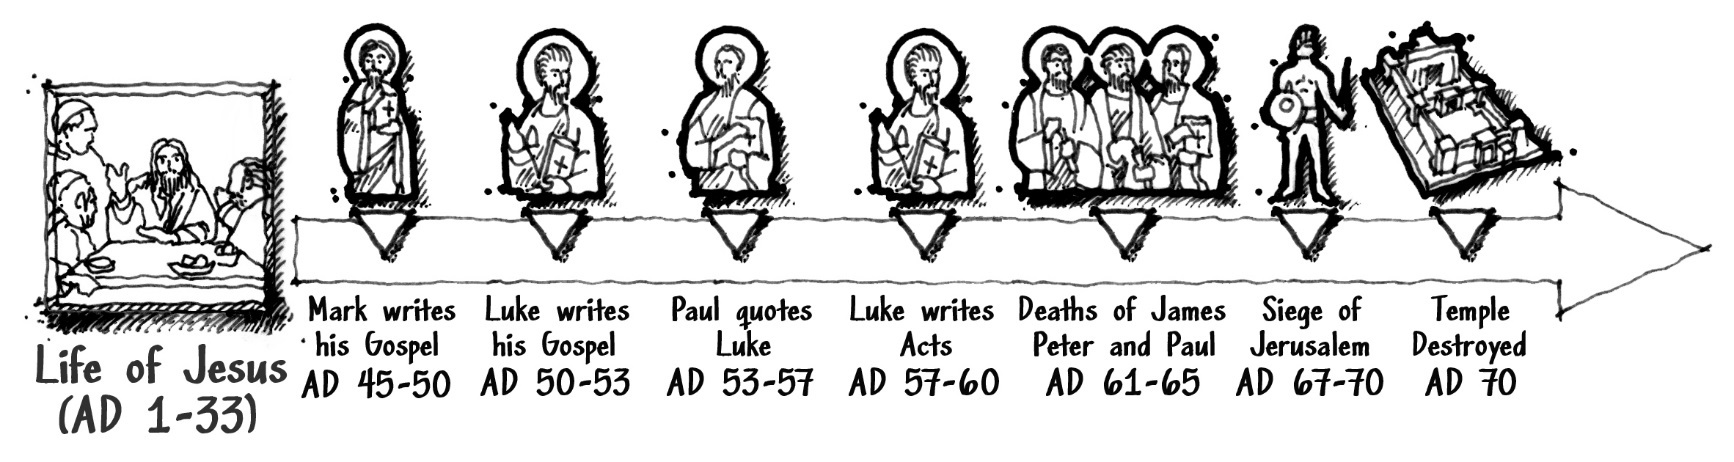 Life of Jesus
(AD 1-33)
Mark writes
his Gospel
AD 45-50
Luke writes
his Gospel
AD 50-53
Paul quotes
Luke
AD 53-57
Luke writes
Acts
AD 57-60
Deaths of James
Peter and Paul
AD 61-65
Siege of
Jerusalem
AD 67-70
Temple
Destroyed
AD 70